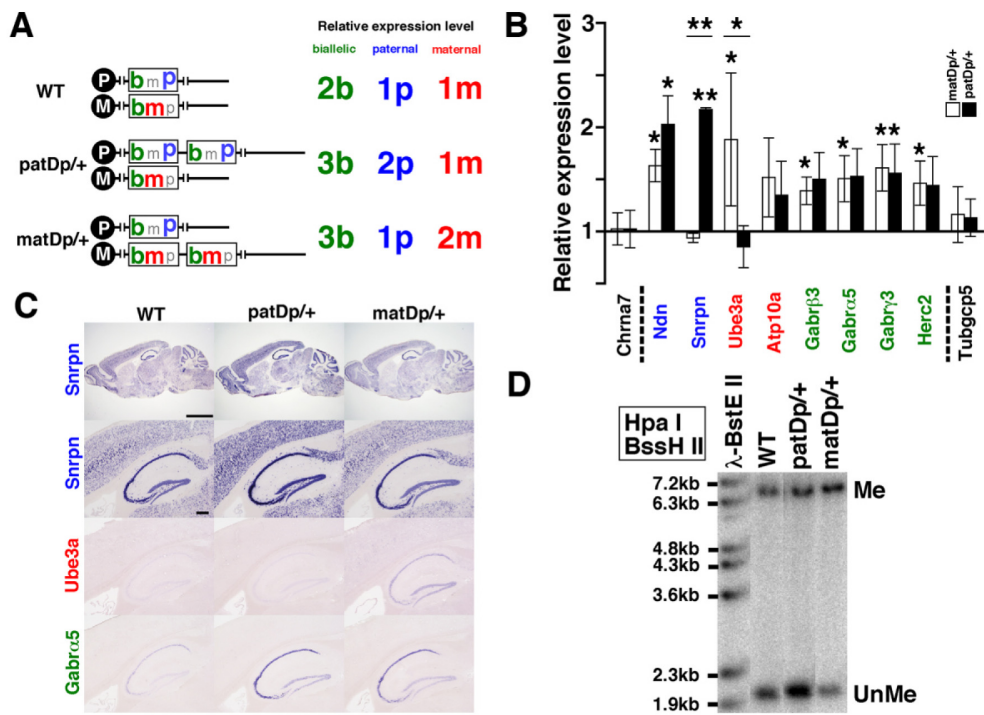 A
Relative expression level
biallelic paternal maternal
WT
P
b m p
M
b m p
2b 1p 1m
patDp/+
P
b m p b m p
M
b m p
3b 2p 1m
matDp/+
P
b m p
M
b m p b m p
3b 1p 2m
B
Relative expression level
3
2
1
** *
* * ** * * * ** *
matDp/+
patDp/+
Chrna7
Ndn
Snrpn
Ube3a
Atp10a
Gabrβ3
Gabrα5
Gabrγ3
Herc2
Tubgcp5
C
WT patDp/+ matDp/+
Snrpn
Snrpn
Ube3a
Gabrα5
D
Hpa I
BssH II
λ-BstE II
WT
patDp/+
matDp/+
7.2kb
6.3kb
4.8kb
4.3kb
3.6kb
2.3kb
1.9kb
Me
UnMe